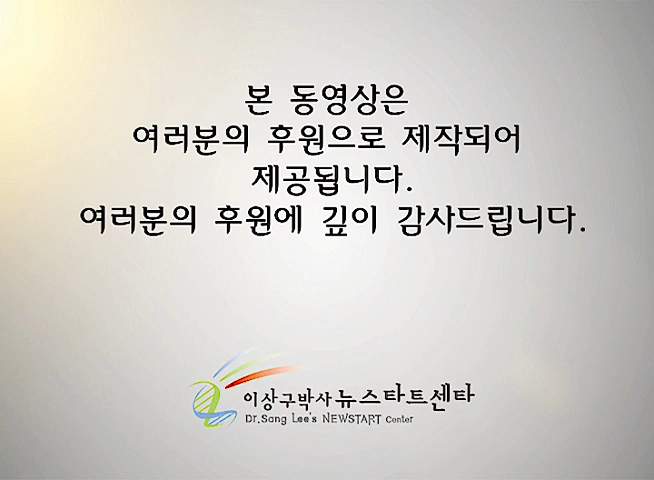 본 동영상은
여러분의 후원으로 제작되어
제공됩니다.
여러분의 후원에 깊이 감사드립니다.
이상구박사 뉴스타트센타
Dr.Sang Lee's NEWSTART Center